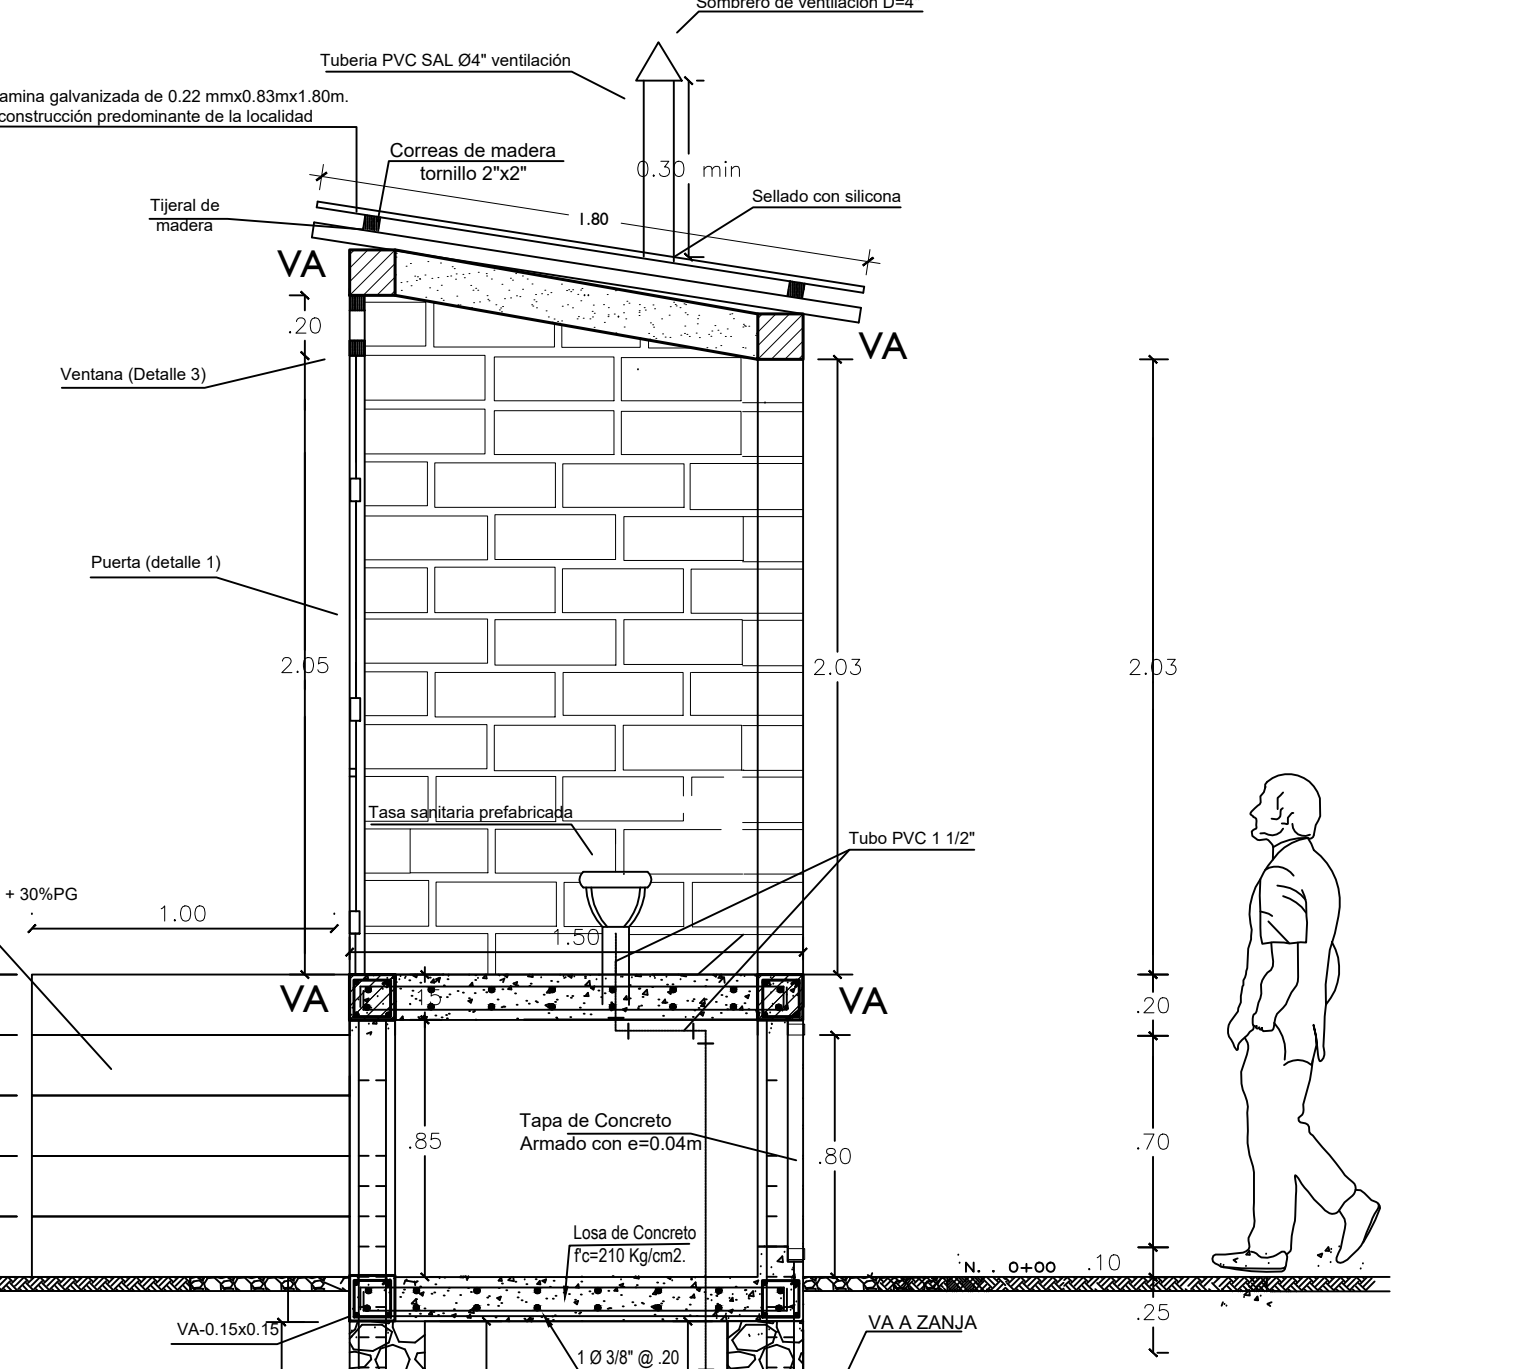 Sombrero de ventilación D=4"
Tuberia PVC SAL Ø4" ventilación
amina galvanizada de 0.22 mmx0.83mx1.80m.
construcción predominante de la localidad
Correas de madera
tornillo 2"x2"
0.30 min
Sellado con silicona
Tijeral de
madera
1.80
VA
.20
VA
Ventana (Detalle 3)
Puerta (detalle 1)
2.05
2.03
2.03
Tasa sanitaria prefabricada
Tubo PVC 1 1/2"
+ 30%PG
1.00
1.50
VA
.15
VA
.20
Tapa de Concreto
Armado con e=0.04m
.85
.80
.70
Losa de Concreto
f'c=210 Kg/cm2.
N. . 0+00
.10
.25
VA-0.15x0.15
VA A ZANJA
1 Ø 3/8" @ .20